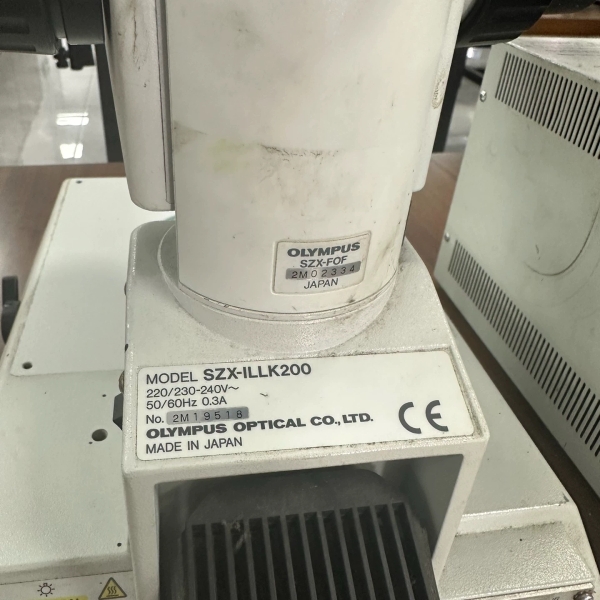 OLYMPUS
SZX-FOF
2M02334
JAPAN
MODEL SZX-ILLK200
220/230-240V~
50/60Hz 0.3A
No. 2M19518
OLYMPUS OPTICAL CO., LTD.
MADE IN JAPAN
CE